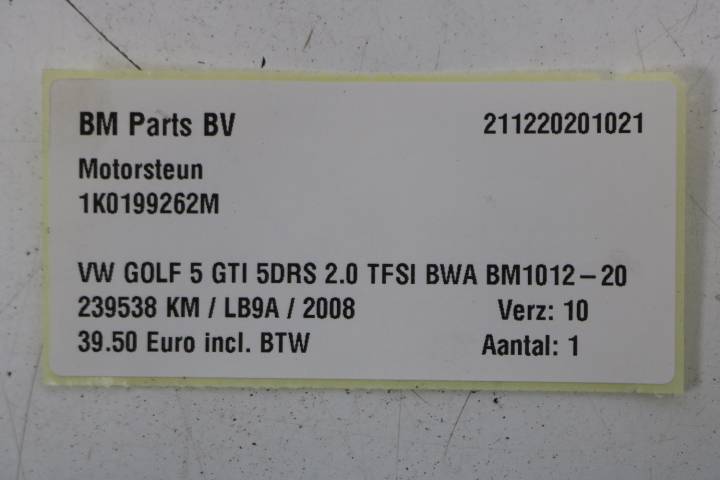 BM Parts BV 211220201021
Motorsteun
1K0199262M
VW GOLF 5 GTI 5DRS 2.0 TFSI BWA BM1012-20
239538 KM / LB9A / 2008 Verz: 10
39.50 Euro incl. BTW Aantal: 1